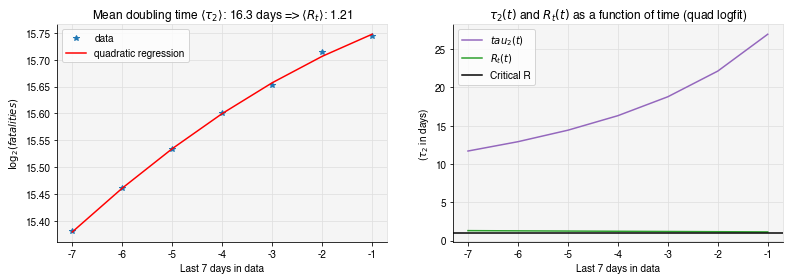 Mean doubling time ⟨τ₂⟩: 16.3 days => ⟨Rₜ⟩: 1.21
data
quadratic regression
log₂(fatalities)
15.75
15.70
15.65
15.60
15.55
15.50
15.45
15.40
-7 -6 -5 -4 -3 -2 -1
Last 7 days in data
τ₂(t) and Rₜ(t) as a function of time (quad logfit)
tau₂(t)
Rₜ(t)
Critical R
(τ₂ in days)
25
20
15
10
5
0
-7 -6 -5 -4 -3 -2 -1
Last 7 days in data